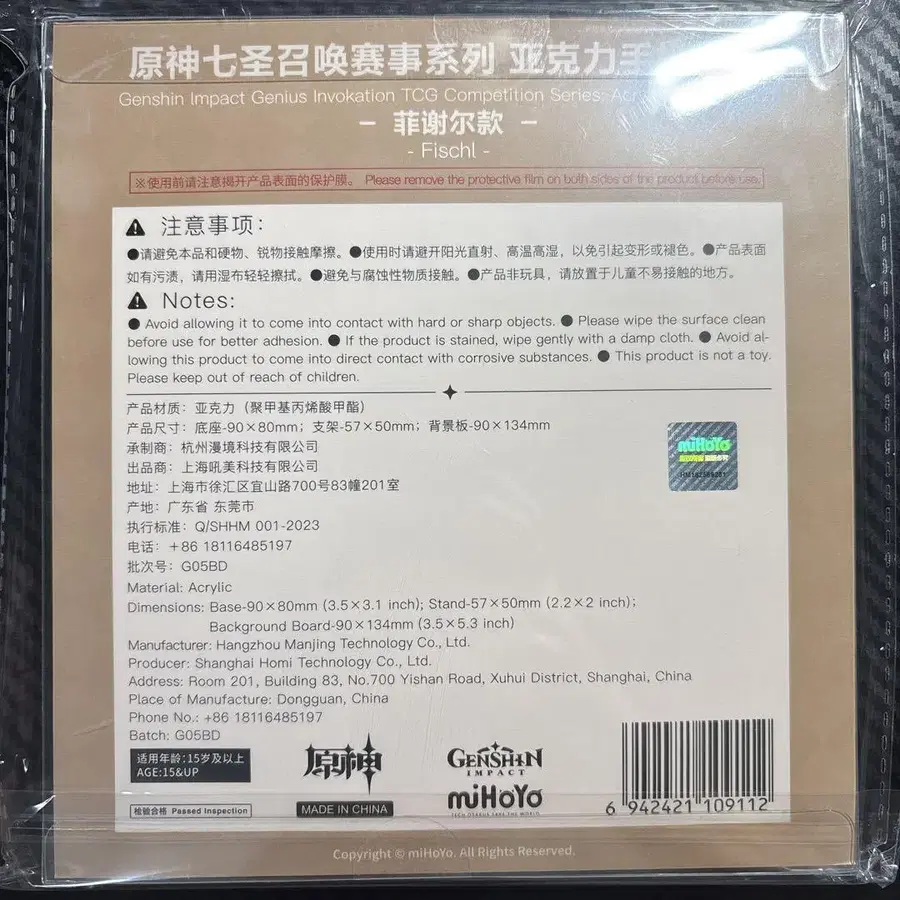 原神七圣召唤赛事系列 亚克力
Genshin Impact Genius Invokation TCG Competition Series:
- 菲谢尔款 -
- Fischl -
※使用前请注意揭开产品表面的保护膜。 Please remove the protective film on both sides of the product before use.
注意事项:
●请避免本品和硬物、锐物接触摩擦。●使用时请避开阳光直射、高温高湿，以免引起变形或褪色。●产品表面
如有污渍，请用湿布轻轻擦拭。●避免与腐蚀性物质接触。●产品非玩具，请放置于儿童不易接触的地方。
Notes:
● Avoid allowing it to come into contact with hard or sharp objects. ● Please wipe the surface clean
before use for better adhesion. ● If the product is stained, wipe gently with a damp cloth. ● Avoid al-
lowing this product to come into direct contact with corrosive substances. ● This product is not a toy.
Please keep out of reach of children.
产品材质：亚克力（聚甲基丙烯酸甲酯）
产品尺寸：底座-90×80mm；支架-57×50mm；背景板-90×134mm
承制商：杭州漫境科技有限公司
出品商：上海吼美科技有限公司
地址：上海市徐汇区宜山路700号83幢201室
产地：广东省 东莞市
执行标准：Q/SHHM 001-2023
电话：+86 18116485197
批次号：G05BD
Material: Acrylic
Dimensions: Base-90×80mm (3.5×3.1 inch); Stand-57×50mm (2.2×2 inch);
Background Board-90×134mm (3.5×5.3 inch)
Manufacturer: Hangzhou Manjing Technology Co., Ltd.
Producer: Shanghai Homi Technology Co., Ltd.
Address: Room 201, Building 83, No.700 Yishan Road, Xuhui District, Shanghai, China
Place of Manufacture: Dongguan, China
Phone No.: +86 18116485197
Batch: G05BD
miHoYo
适用年龄:15岁及以上
AGE:15&UP
检验合格 Passed Inspection
原神
MADE IN CHINA
GENSHIN
IMPACT
miHoYo
TECH OTAKUS SAVE THE WORLD
6 942421 109112
Copyright © miHoYo. All Rights Reserved.